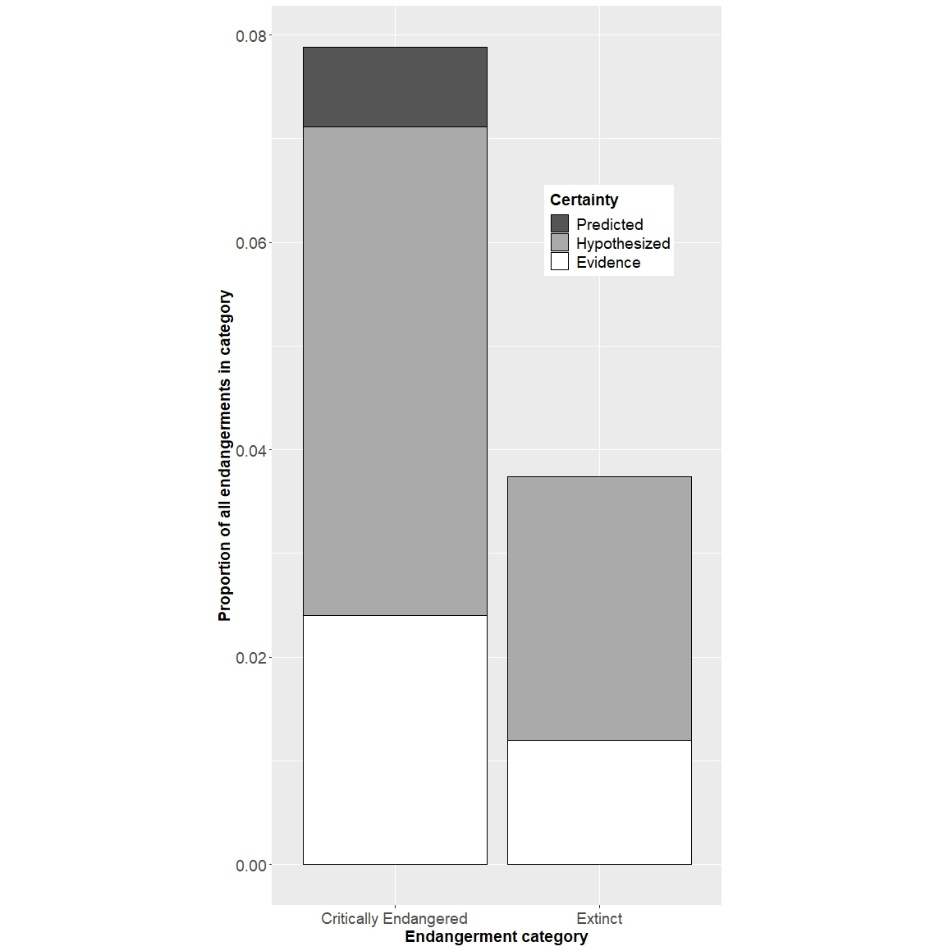 0.08
0.06
0.04
0.02
0.00
Proportion of all endangerments in category
Certainty
Predicted
Hypothesized
Evidence
Critically Endangered
Extinct
Endangerment category